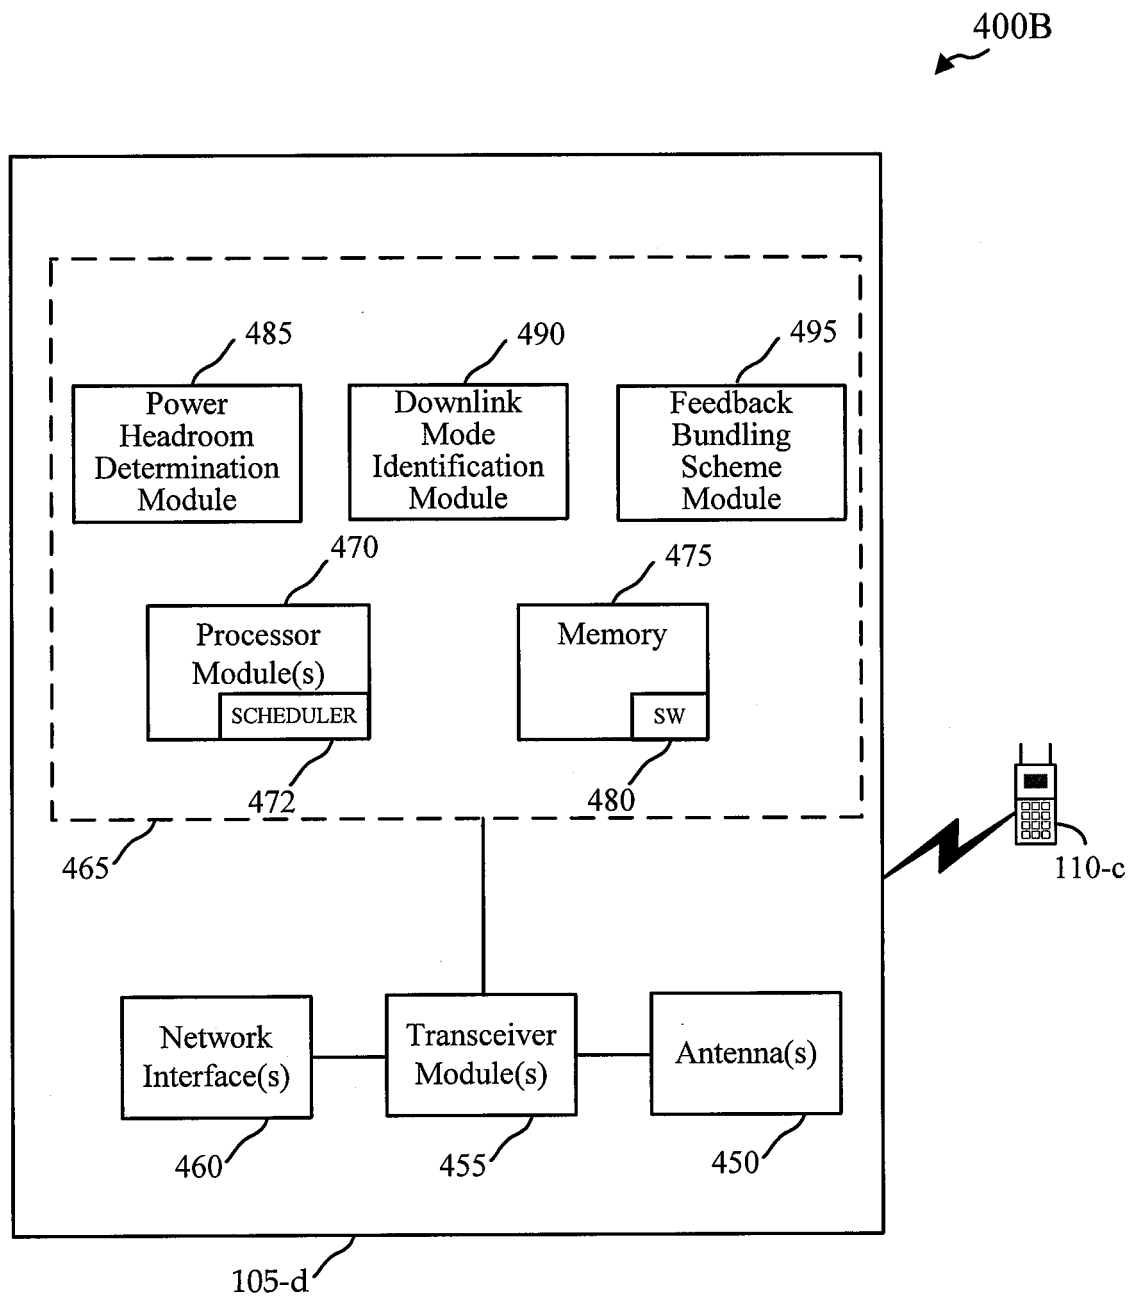 400B
485
490
495
Power
Headroom
Determination
Module
Downlink
Mode
Identification
Module
Feedback
Bundling
Scheme
Module
470
475
Processor
Module(s)
SCHEDULER
Memory
SW
472
480
465
110-c
Network
Interface(s)
Transceiver
Module(s)
Antenna(s)
460
455
450
105-d